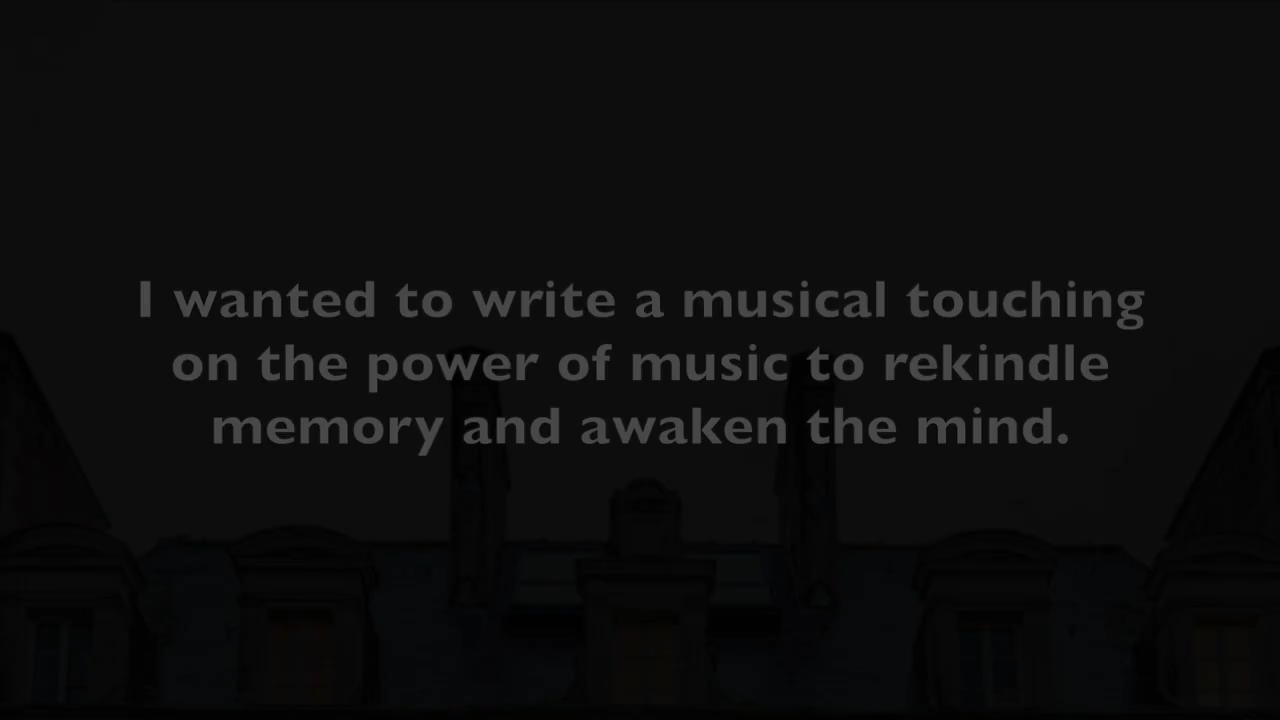 I wanted to write a musical touching
on the power of music to rekindle
memory and awaken the mind.